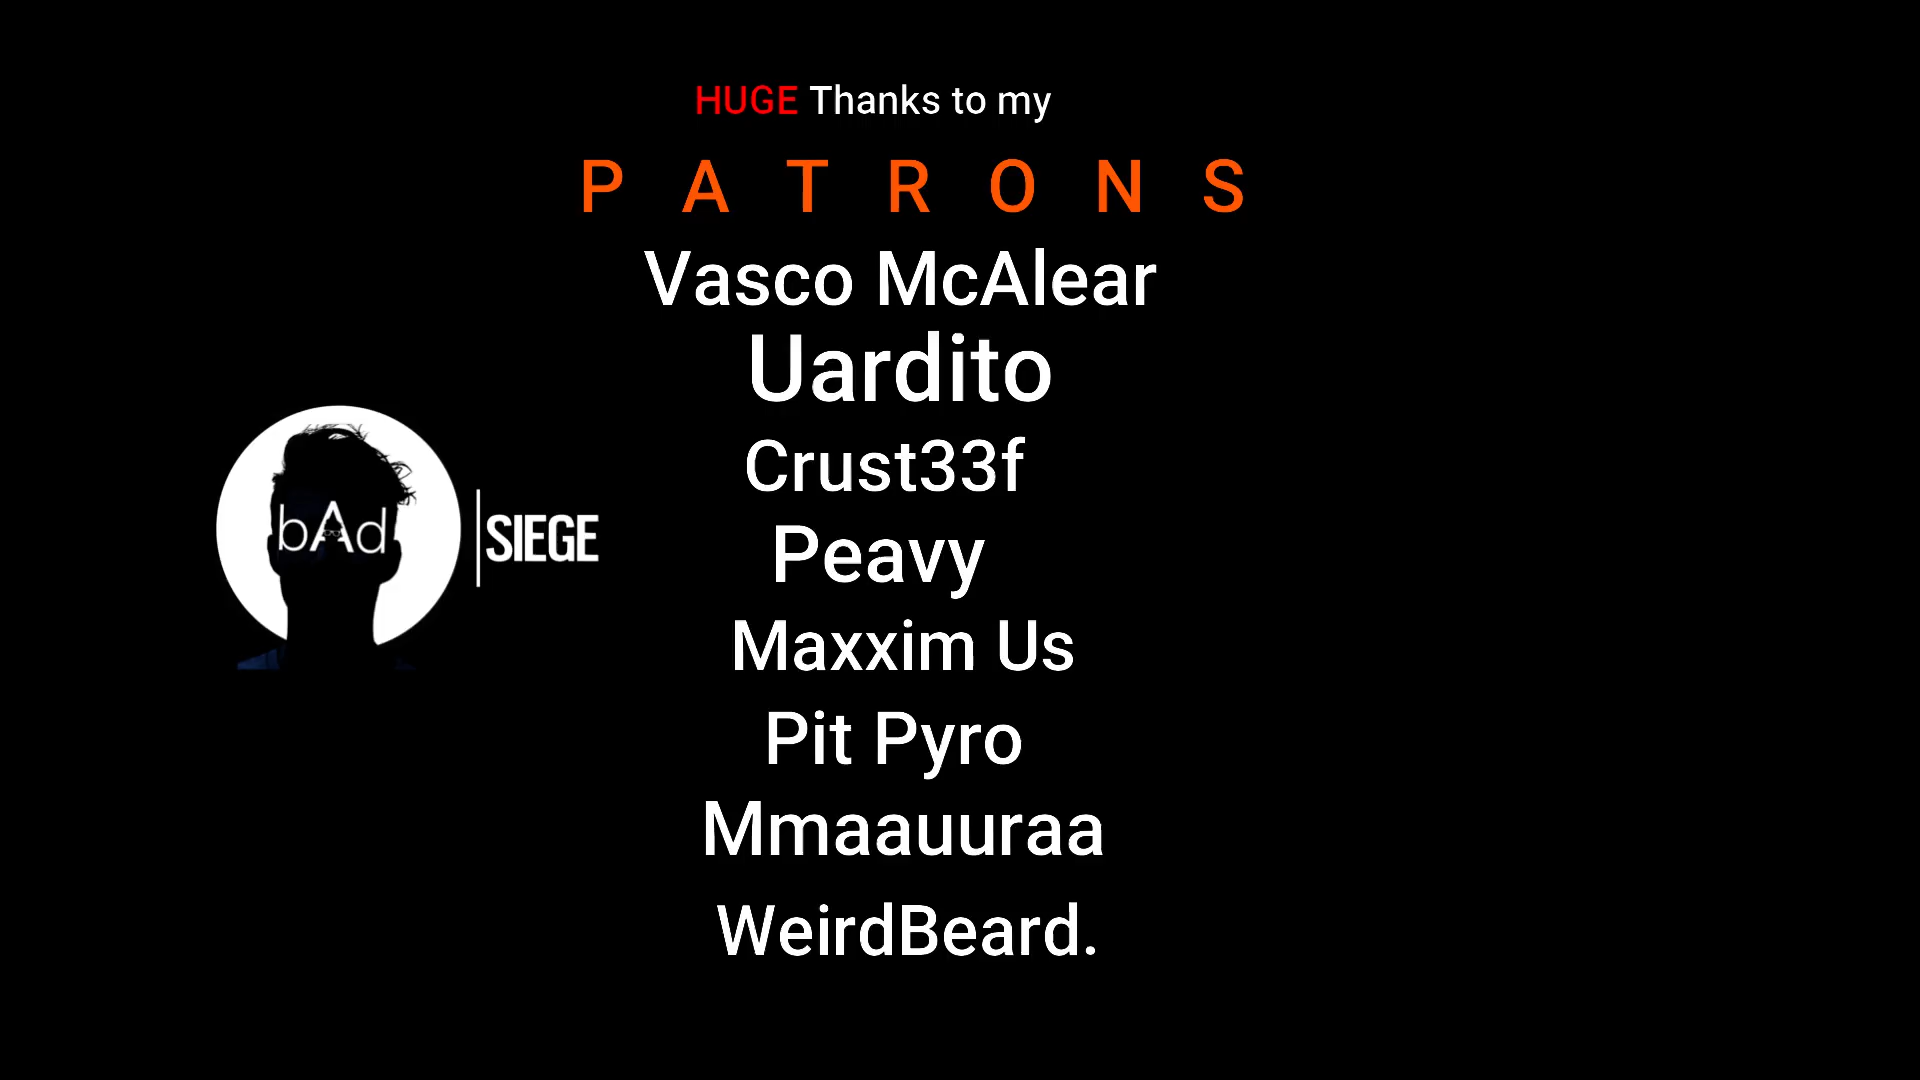 HUGE Thanks to my
P A T R O N S
Vasco McAlear
Uardito
Crust33f
Peavy
Maxxim Us
Pit Pyro
Mmaauuraa
WeirdBeard.
bAd
SIEGE